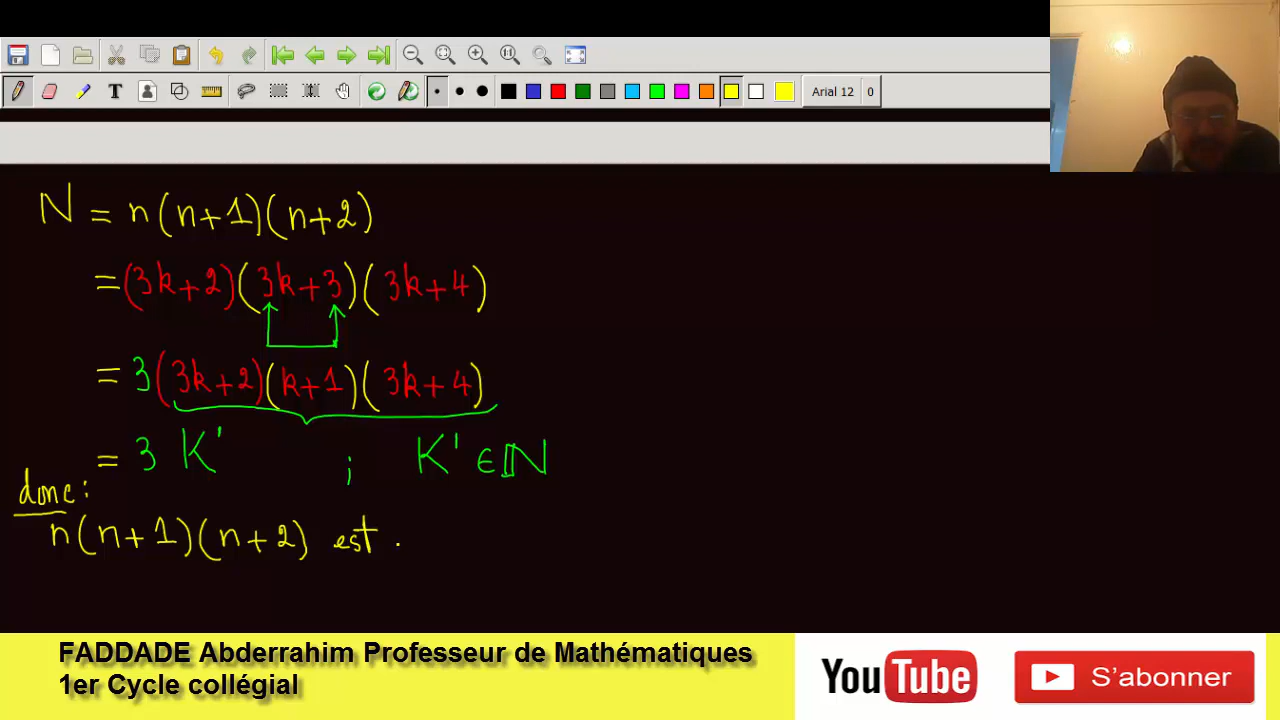 Arial 12 0
N = n(n+1)(n+2)
= (3k+2)(3k+3)(3k+4)
= 3(3k+2)(k+1)(3k+4)
= 3 K' ; K' ∈ ℕ
donc:
n(n+1)(n+2) est .
FADDADE Abderrahim Professeur de Mathématiques
1er Cycle collégial
YouTube
S'abonner